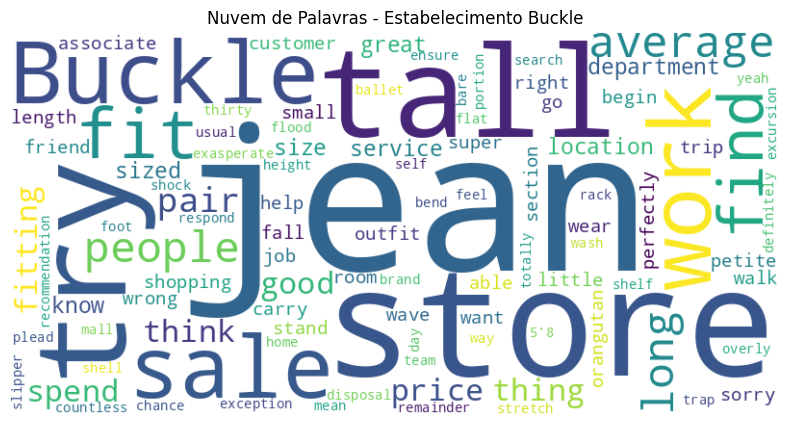 Nuvem de Palavras - Estabelecimento Buckle
associate
customer
great
ensure
search
average
Buckle
tall
department
yeah
bare
portion
right
ballet
go
begin
length
thirty
small
flat
excursion
fit
usual
flood
friend
exasperate
size
service
super
location
trip
work
find
height
self
section
sized
shock
jean
try
pair
help
bend
feel
rack
wear
perfectly
definitely
foot
respond
fall
outfit
people
job
wash
totally
petite
fitting
recommendation
shopping
good
room
brand
able
little
shelf
walk
know
wrong
carry
wave
want
store
orangutan
long
mall
think
stand
day
way
5'8
overly
plead
home
team
shell
sale
price
thing
slipper
spend
disposal
trap
sorry
countless
chance
exception
mean
remainder
stretch